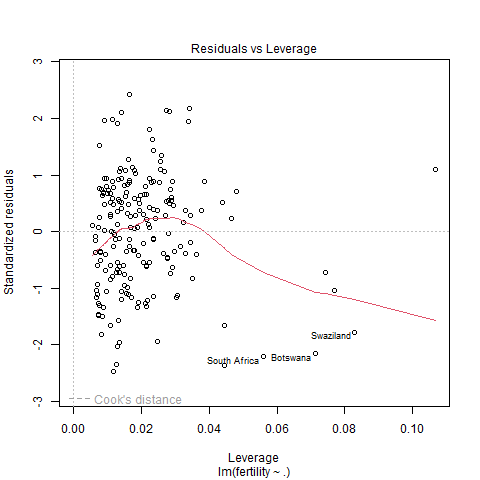 Residuals vs Leverage
Standardized residuals
3
2
1
0
-1
-2
-3
Swaziland
South Africa
Botswana
Cook's distance
0.00 0.02 0.04 0.06 0.08 0.10
Leverage
lm(fertility ~ .)